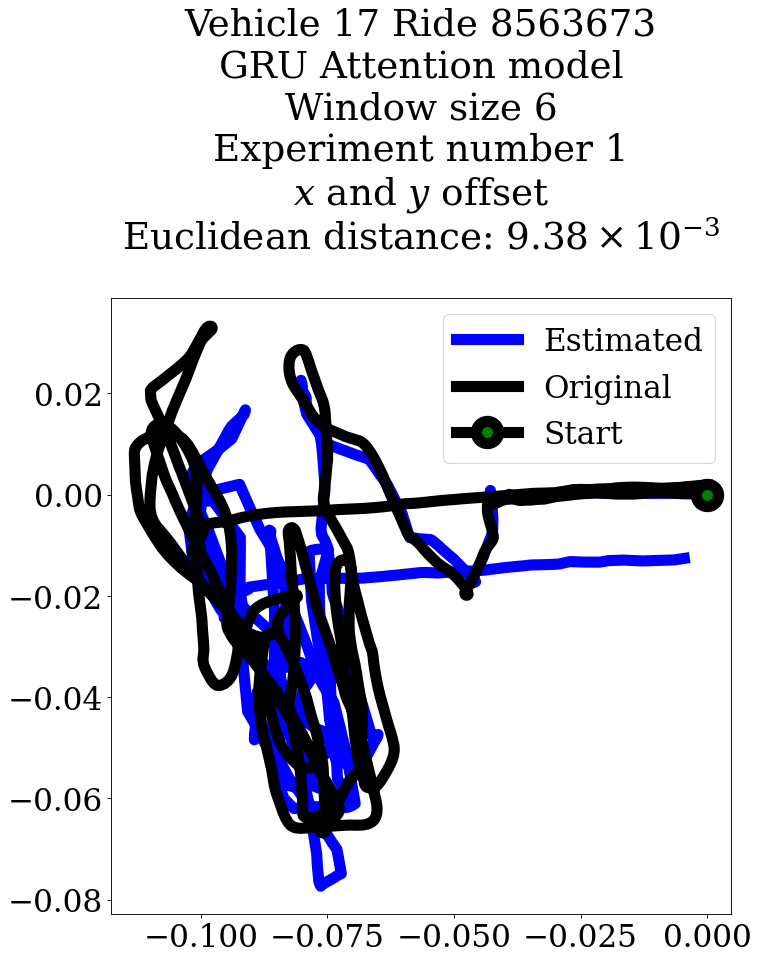 Vehicle 17 Ride 8563673
GRU Attention model
Window size 6
Experiment number 1
x and y offset
Euclidean distance: 9.38 × 10⁻³
Estimated
Original
Start
0.02
0.00
−0.02
−0.04
−0.06
−0.08
−0.100 −0.075 −0.050 −0.025 0.000